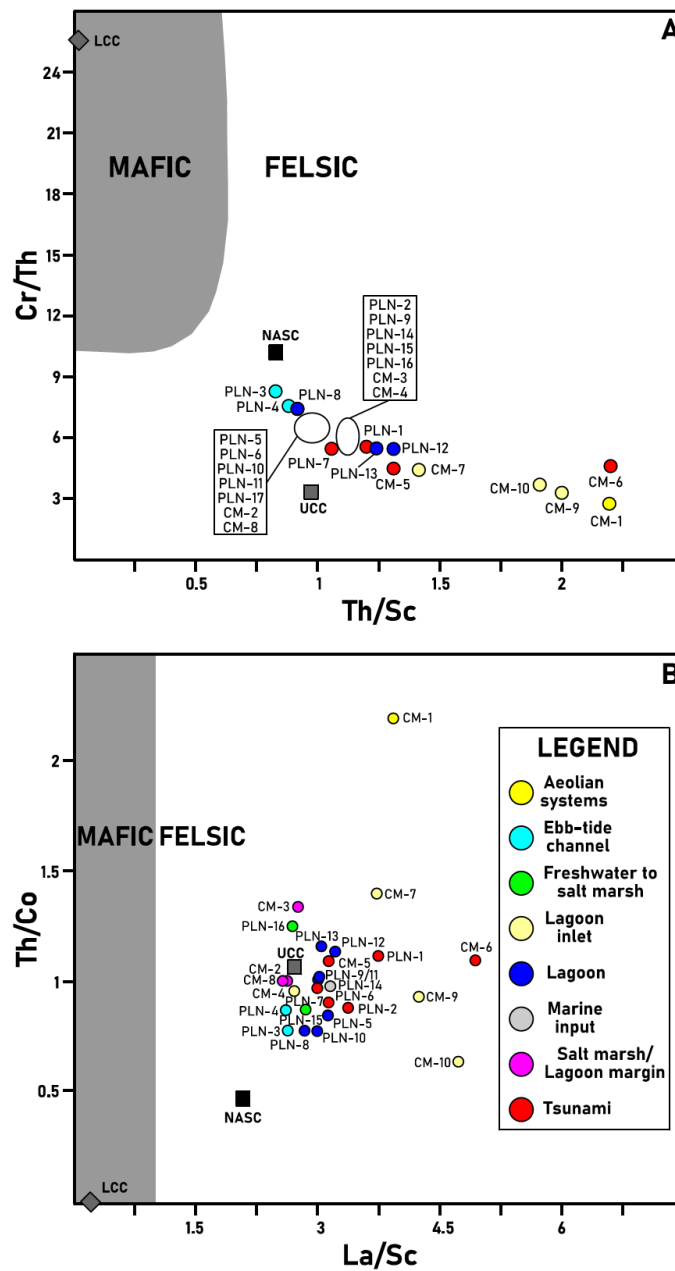 A
LCC
24
21
18
15
12
9
6
3
Cr/Th
MAFIC
FELSIC
NASC
PLN-3
PLN-4
PLN-8
PLN-2
PLN-9
PLN-14
PLN-15
PLN-16
CM-3
CM-4
PLN-5
PLN-6
PLN-10
PLN-11
PLN-17
CM-2
CM-8
PLN-7
PLN-1
PLN-13
PLN-12
CM-5
CM-7
UCC
CM-10
CM-9
CM-6
CM-1
0.5
1
1.5
2
Th/Sc
B
2
1.5
1
0.5
Th/Co
MAFIC
FELSIC
CM-1
CM-7
CM-3
PLN-16
PLN-13
PLN-12
UCC
PLN-1
CM-6
CM-5
CM-2
PLN-9/11
CM-8
PLN-14
CM-4
PLN-7
PLN-6
CM-9
PLN-4
PLN-2
PLN-15
PLN-5
PLN-3
PLN-8
PLN-10
CM-10
NASC
LCC
LEGEND
Aeolian
systems
Ebb-tide
channel
Freshwater to
salt marsh
Lagoon
inlet
Lagoon
Marine
input
Salt marsh/
Lagoon margin
Tsunami
1.5
3
4.5
6
La/Sc